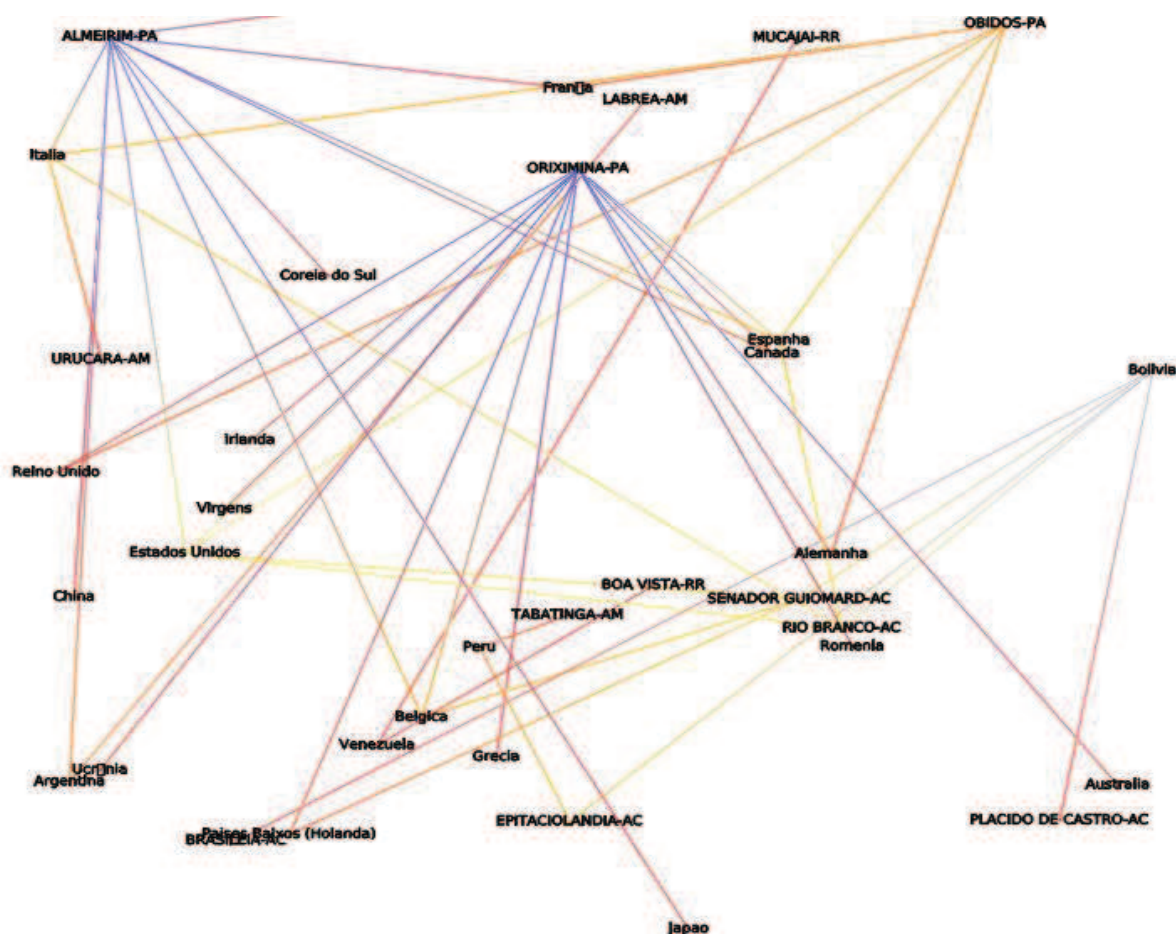 OBIDOS-PA
ALMEIRIM-PA
MUCAJAI-RR
Fran▯a
LABREA-AM
Italia
ORIXIMINA-PA
Coreia do Sul
Espanha
Canada
URUCARA-AM
Bolivia
Irlanda
Reino Unido
Virgens
Estados Unidos
Alemanha
BOA VISTA-RR
China
SENADOR GUIOMARD-AC
TABATINGA-AM
RIO BRANCO-AC
Peru
Romenia
Belgica
Venezuela
Grecia
Ucr▯nia
Argentina
Australia
EPITACIOLANDIA-AC
PLACIDO DE CASTRO-AC
Paises Baixos (Holanda)
BRASILEIA-AC
Japao